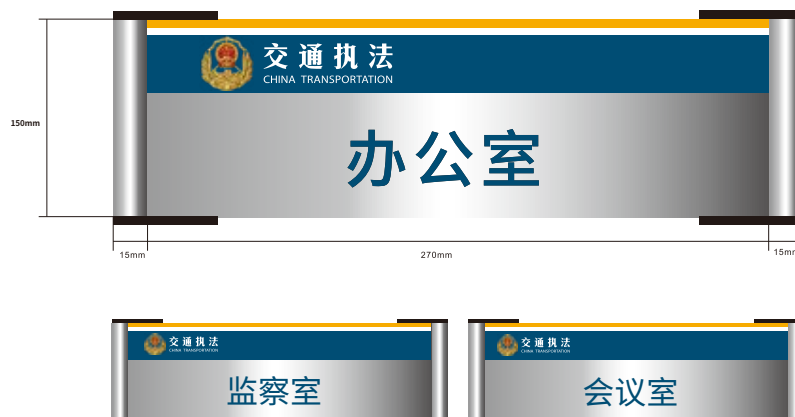 交通执法
CHINA TRANSPORTATION
150mm
办公室
15mm
270mm
15mm
交通执法
CHINA TRANSPORTATION
交通执法
CHINA TRANSPORTATION
监察室
会议室